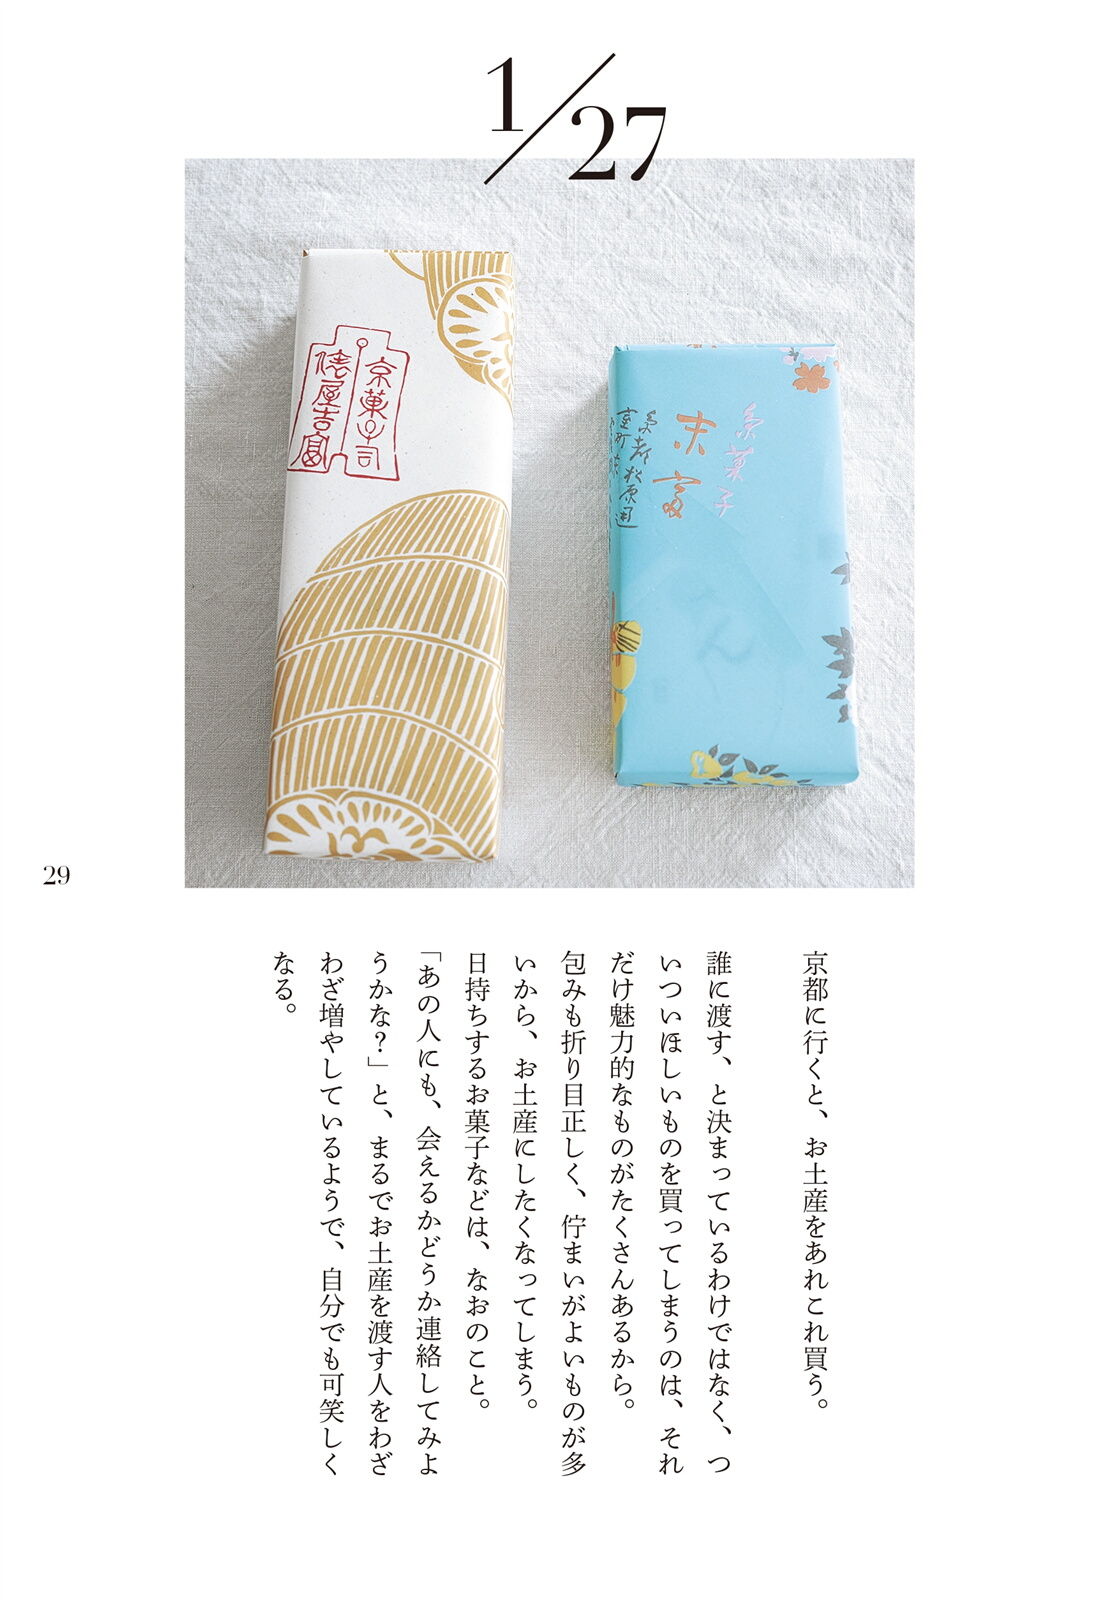 1/27
京菓子司
俵屋吉富
京菓子
末富
京都松原通
室町
京都に行くと、お土産をあれこれ買う。
誰に渡す、と決まっているわけではなく、つ
いついほしいものを買ってしまうのは、それ
だけ魅力的なものがたくさんあるから。
包みも折り目正しく、佇まいがよいものが多
いから、お土産にしたくなってしまう。
日持ちするお菓子などは、なおのこと。
「あの人にも、会えるかどうか連絡してみよ
うかな？」と、まるでお土産を渡す人をわざ
わざ増やしているようで、自分でも可笑しく
なる。
29